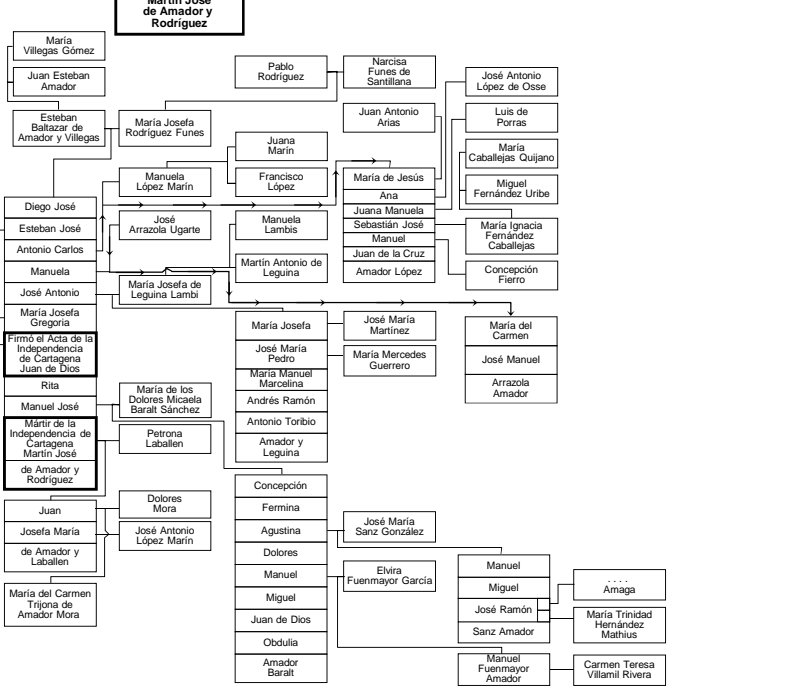 Martín José
de Amador y
Rodríguez
María
Villegas Gómez
Juan Esteban
Amador
Esteban
Baltazar de
Amador y Villegas
María Josefa
Rodríguez Funes
Pablo
Rodríguez
Narcisa
Funes de
Santillana
Juan Antonio
Arias
José Antonio
López de Osse
Luis de
Porras
María
Caballejas Quijano
Miguel
Fernández Uribe
María Ignacia
Fernández
Caballejas
Concepción
Fierro
Juana
Marín
Francisco
López
Manuela
López Marín
María de Jesús
Ana
Juana Manuela
Sebastián José
Manuel
Juan de la Cruz
Amador López
José
Arrazola Ugarte
Manuela
Lambis
Martín Antonio de
Leguina
María Josefa de
Leguina Lambi
Diego José
Esteban José
Antonio Carlos
Manuela
José Antonio
María Josefa
Gregoria
Firmó el Acta de la
Independencia
de Cartagena
Juan de Dios
Rita
Manuel José
Mártir de la
Independencia de
Cartagena
Martín José
de Amador y
Rodríguez
María Josefa
José María
Pedro
María Manuel
Marcelina
Andrés Ramón
Antonio Toribio
Amador y
Leguina
José María
Martínez
María Mercedes
Guerrero
María del
Carmen
José Manuel
Arrazola
Amador
María de los
Dolores Micaela
Baralt Sánchez
Petrona
Laballen
Juan
Josefa María
de Amador y
Laballen
Dolores
Mora
José Antonio
López Marín
María del Carmen
Trijona de
Amador Mora
Concepción
Fermina
Agustina
Dolores
Manuel
Miguel
Juan de Dios
Obdulia
Amador
Baralt
José María
Sanz González
Elvira
Fuenmayor García
Manuel
Miguel
José Ramón
Sanz Amador
. . . .
Amaga
María Trinidad
Hernández
Mathius
Manuel
Fuenmayor
Amador
Carmen Teresa
Villamil Rivera